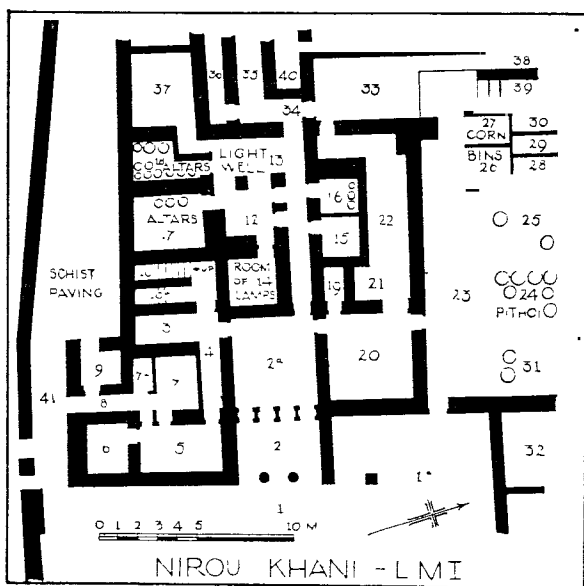 38
37 36 35 40 33 39
34
27 30
CORN
29
BINS
26 28
18
ALTARS LIGHT
WELL 13
16
ALTARS
17 12 22 25
15
SCHIST
PAVING
UP ROOM
OF 14
LAMPS
19 21 23 24
PITHOI
3
4 2a 20
9 7a 7 31
41 8
6 5 2 32
1 1a
0 1 2 3 4 5 10 M
NIROU KHANI - LMI